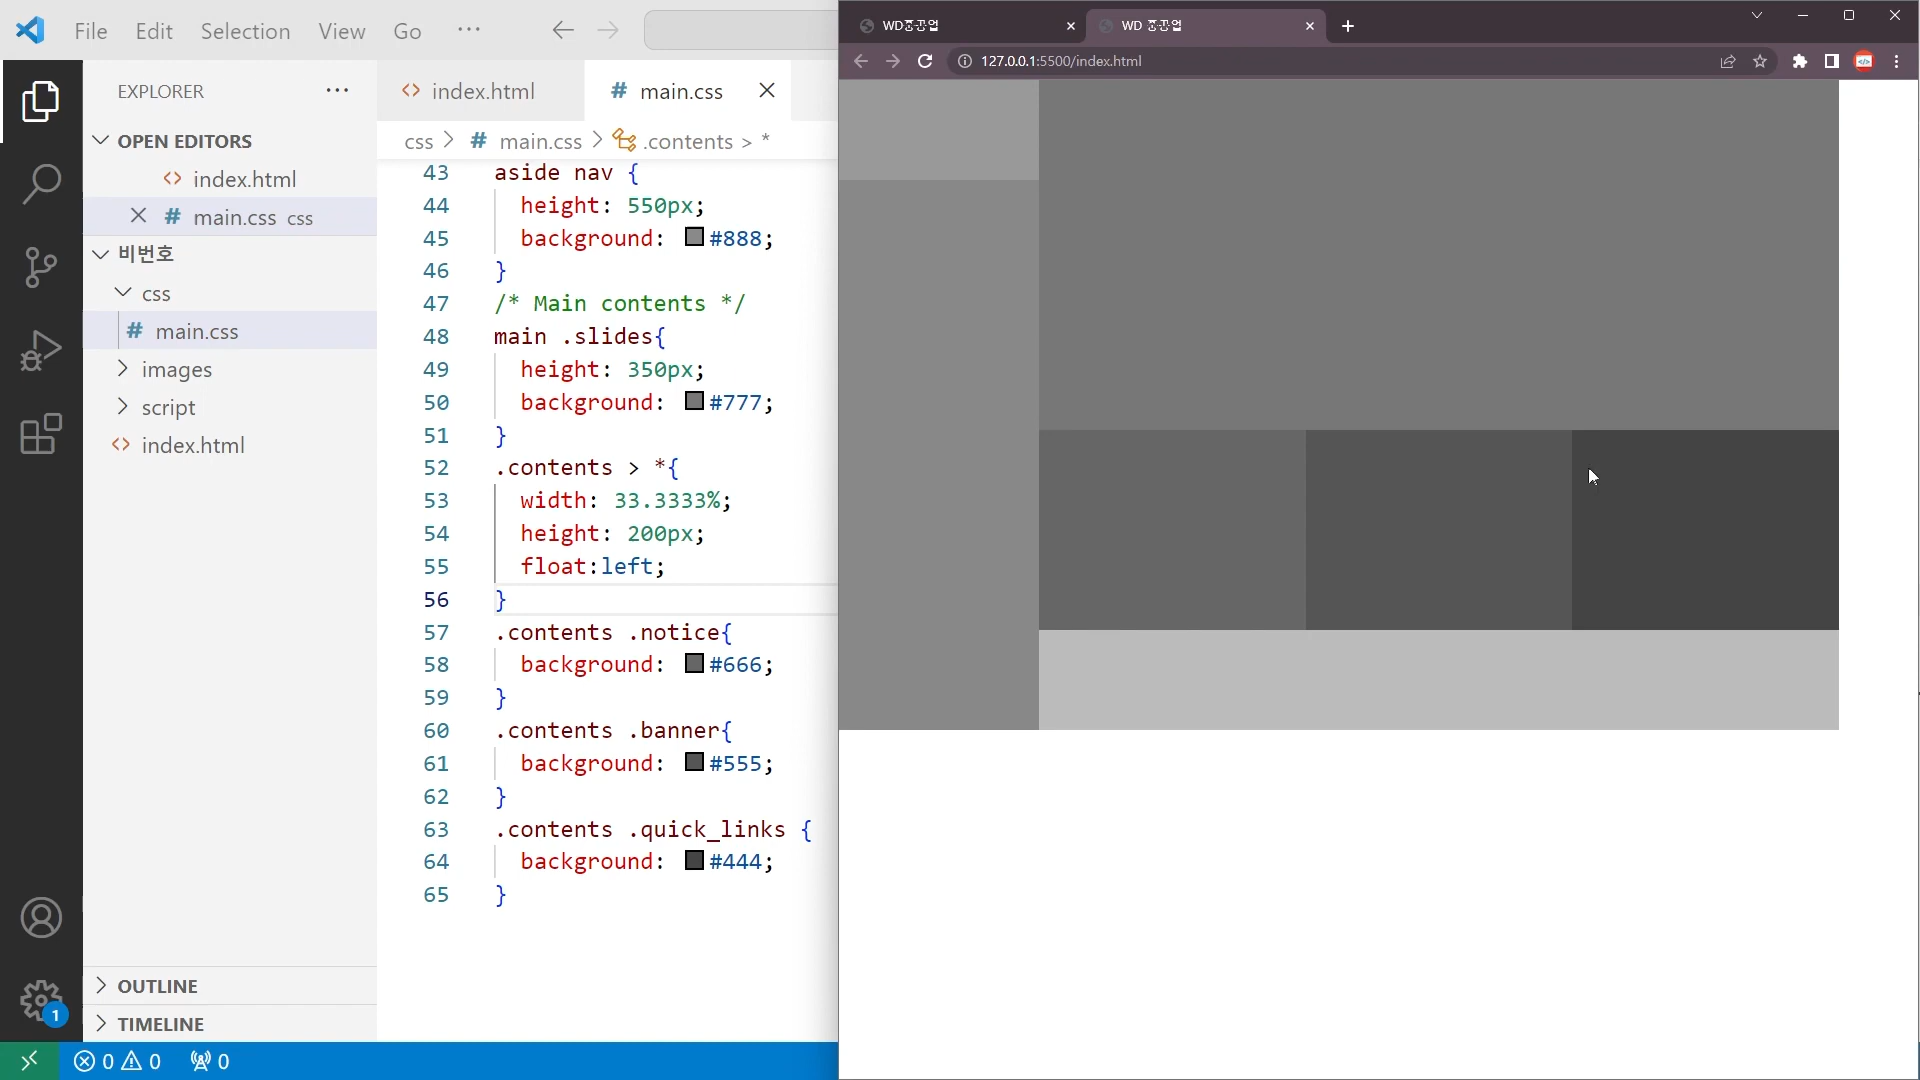 File Edit Selection View Go ···
EXPLORER ···
OPEN EDITORS
index.html
main.css css
비번호
css
main.css
images
script
index.html
OUTLINE
TIMELINE
1
0 0 0
index.html
# main.css
css > # main.css > .contents > *
43 aside nav {
44 height: 550px;
45 background: #888;
46 }
47 /* Main contents */
48 main .slides{
49 height: 350px;
50 background: #777;
51 }
52 .contents > *{
53 width: 33.3333%;
54 height: 200px;
55 float:left;
56 }
57 .contents .notice{
58 background: #666;
59 }
60 .contents .banner{
61 background: #555;
62 }
63 .contents .quick_links {
64 background: #444;
65 }
WD중공업
WD 중공업
127.0.0.1:5500/index.html